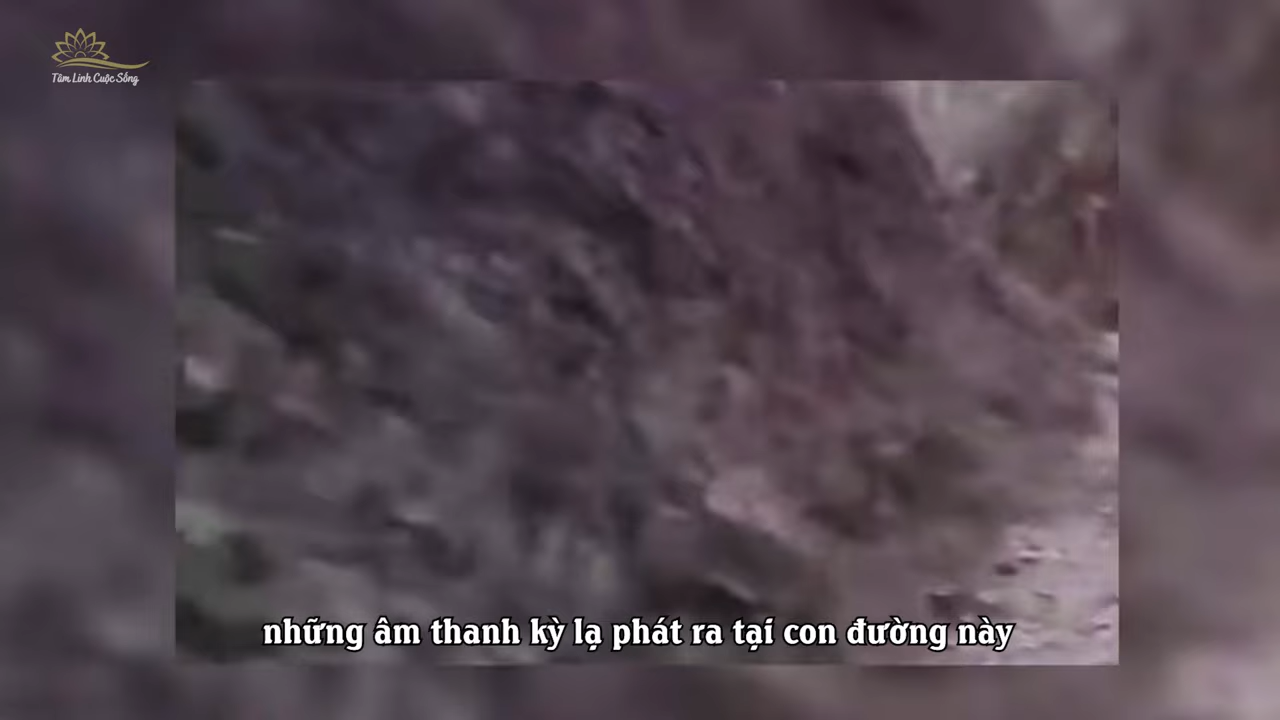 Tâm Linh Cuộc Sống
những âm thanh kỳ lạ phát ra tại con đường này